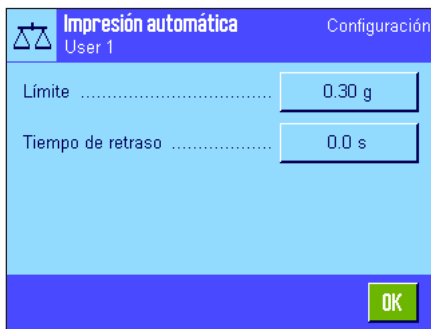 Impresión automática
Configuración
User 1
Límite .................................. 0.30 g
Tiempo de retraso ................... 0.0 s
OK